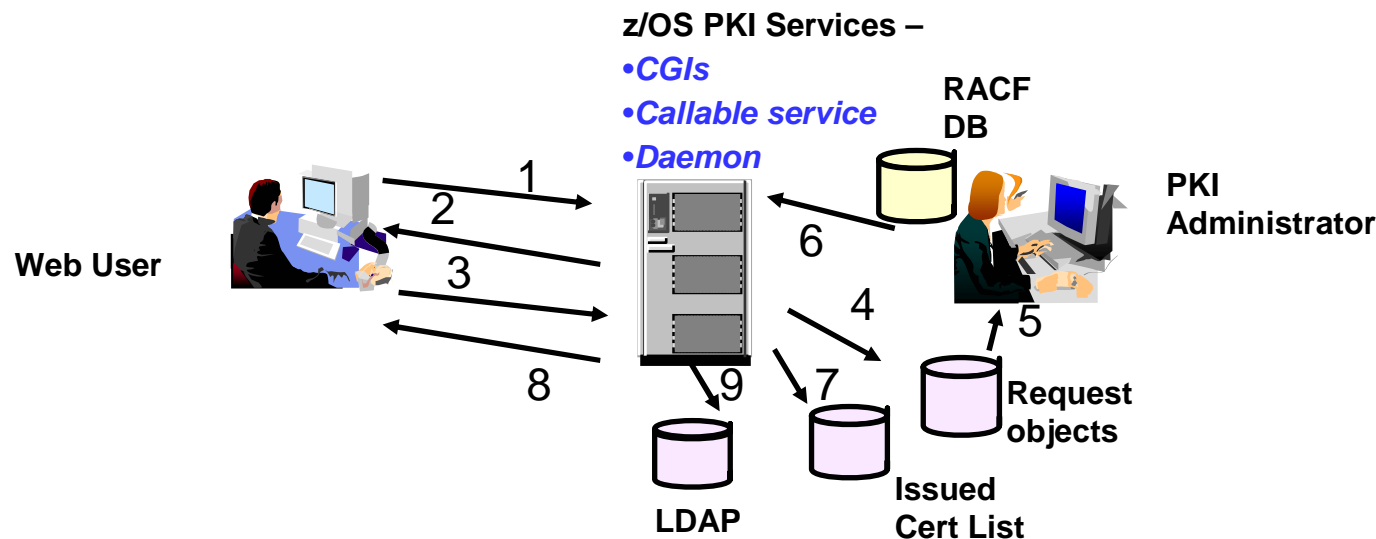 z/OS PKI Services –
•CGIs
•Callable service
•Daemon
RACF
DB
PKI
Administrator
Web User
1
2
3
8
6
4
5
9
7
Request
objects
LDAP
Issued
Cert List